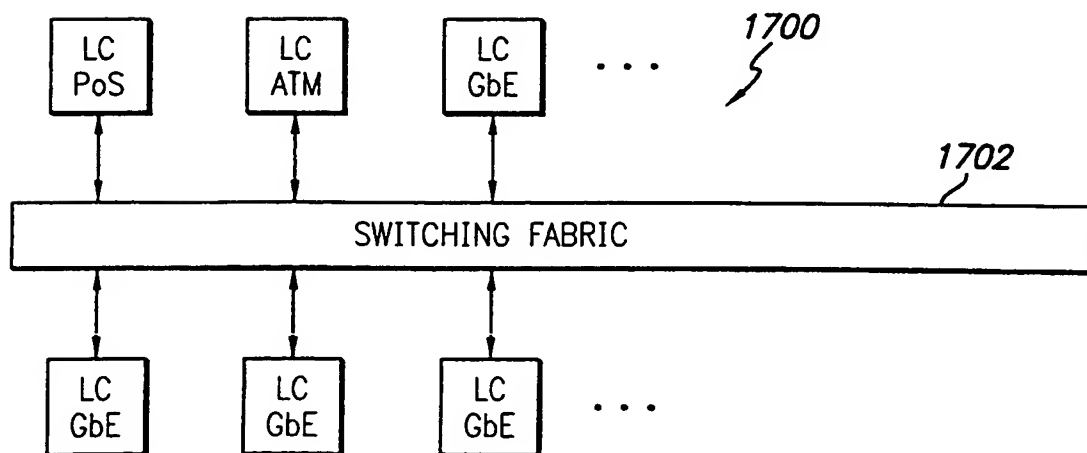 1700
LC
PoS
LC
ATM
LC
GbE
...
1702
SWITCHING FABRIC
LC
GbE
LC
GbE
LC
GbE
...